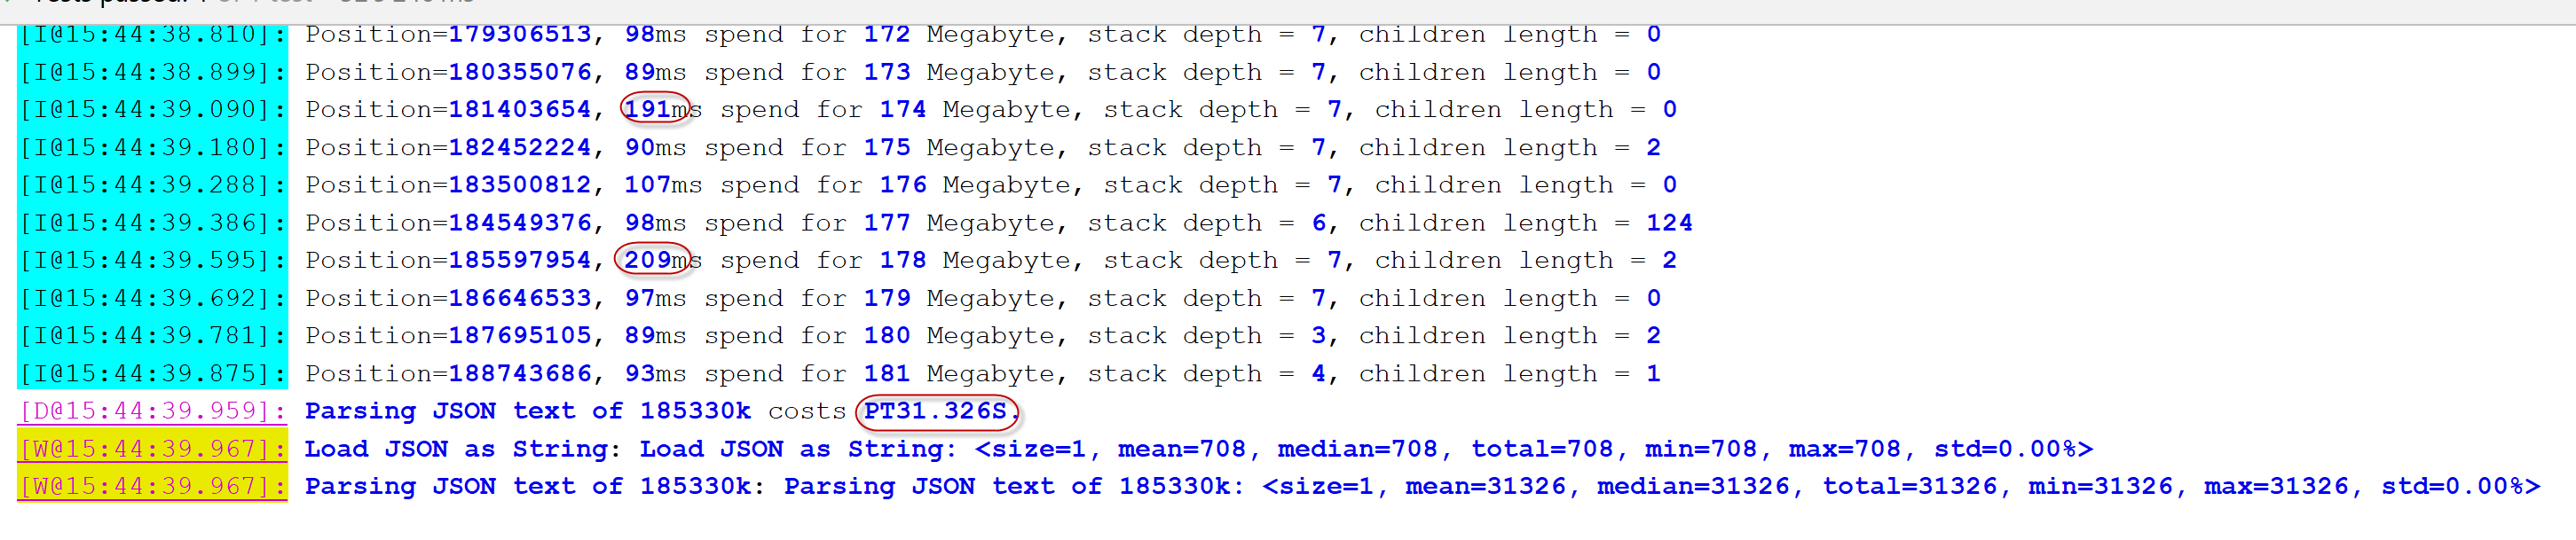 [I@15:44:38.810]: Position=179306513, 98ms spend for 172 Megabyte, stack depth = 7, children length = 0
[I@15:44:38.899]: Position=180355076, 89ms spend for 173 Megabyte, stack depth = 7, children length = 0
[I@15:44:39.090]: Position=181403654, 191ms spend for 174 Megabyte, stack depth = 7, children length = 0
[I@15:44:39.180]: Position=182452224, 90ms spend for 175 Megabyte, stack depth = 7, children length = 2
[I@15:44:39.288]: Position=183500812, 107ms spend for 176 Megabyte, stack depth = 7, children length = 0
[I@15:44:39.386]: Position=184549376, 98ms spend for 177 Megabyte, stack depth = 6, children length = 124
[I@15:44:39.595]: Position=185597954, 209ms spend for 178 Megabyte, stack depth = 7, children length = 2
[I@15:44:39.692]: Position=186646533, 97ms spend for 179 Megabyte, stack depth = 7, children length = 0
[I@15:44:39.781]: Position=187695105, 89ms spend for 180 Megabyte, stack depth = 3, children length = 2
[I@15:44:39.875]: Position=188743686, 93ms spend for 181 Megabyte, stack depth = 4, children length = 1
[D@15:44:39.959]: Parsing JSON text of 185330k costs PT31.326S.
[W@15:44:39.967]: Load JSON as String: Load JSON as String: <size=1, mean=708, median=708, total=708, min=708, max=708, std=0.00%>
[W@15:44:39.967]: Parsing JSON text of 185330k: Parsing JSON text of 185330k: <size=1, mean=31326, median=31326, total=31326, min=31326, max=31326, std=0.00%>